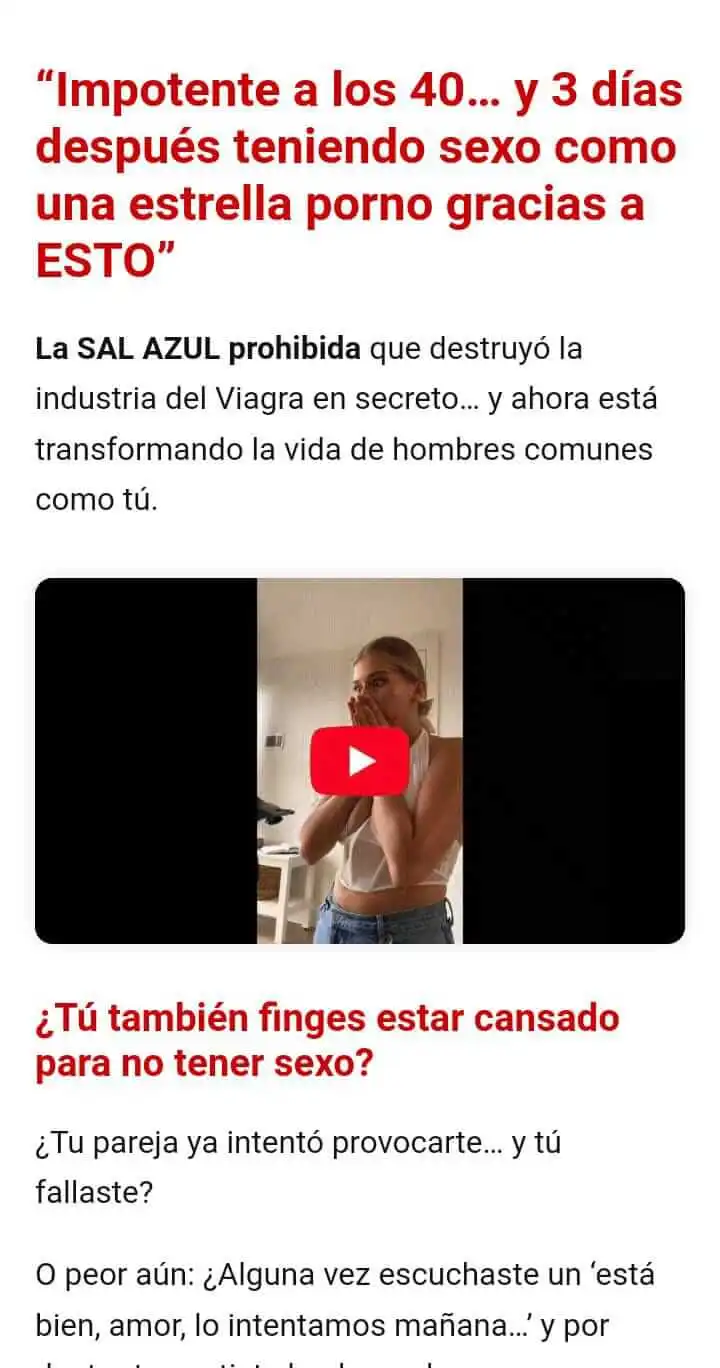 “Impotente a los 40... y 3 días
después teniendo sexo como
una estrella porno gracias a
ESTO”
La SAL AZUL prohibida que destruyó la
industria del Viagra en secreto... y ahora está
transformando la vida de hombres comunes
como tú.
¿Tú también finges estar cansado
para no tener sexo?
¿Tu pareja ya intentó provocarte... y tú
fallaste?
O peor aún: ¿Alguna vez escuchaste un ‘está
bien, amor, lo intentamos mañana...’ y por